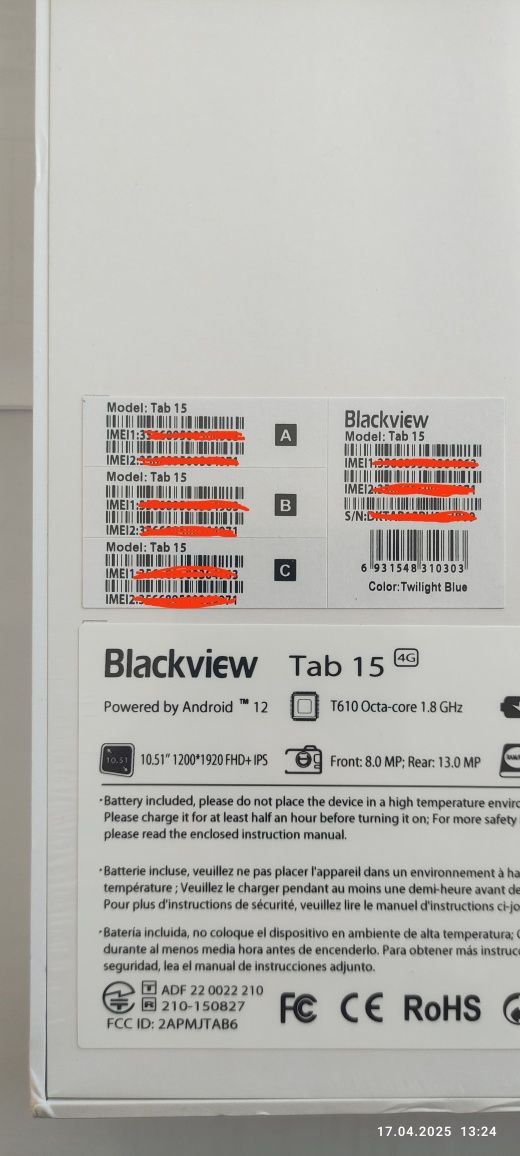 Model: Tab 15
IMEI1:
IMEI2:
A
Model: Tab 15
IMEI1:
IMEI2:
B
Model: Tab 15
IMEI1:
IMEI2:
C
Blackview
Model: Tab 15
IMEI1:
IMEI2:
S/N:
6 931548 310303
Color:Twilight Blue
Blackview Tab 15 4G
Powered by Android ™ 12
T610 Octa-core 1.8 GHz
10.51
10.51" 1200*1920 FHD+ IPS
Front: 8.0 MP; Rear: 13.0 MP
·Battery included, please do not place the device in a high temperature
Please charge it for at least half an hour before turning it on; For more safety
please read the enclosed instruction manual.
·Batterie incluse, veuillez ne pas placer l'appareil dans un environnement à
température ; Veuillez le charger pendant au moins une demi-heure avant
Pour plus d'instructions de sécurité, veuillez lire le manuel d'instructions
·Batería incluida, no coloque el dispositivo en ambiente de alta temperatura;
durante al menos media hora antes de encenderlo. Para obtener más
seguridad, lea el manual de instrucciones adjunto.
T ADF 22 0022 210
R 210-150827
FCC ID: 2APMJTAB6
FC CE RoHS
17.04.2025 13:24